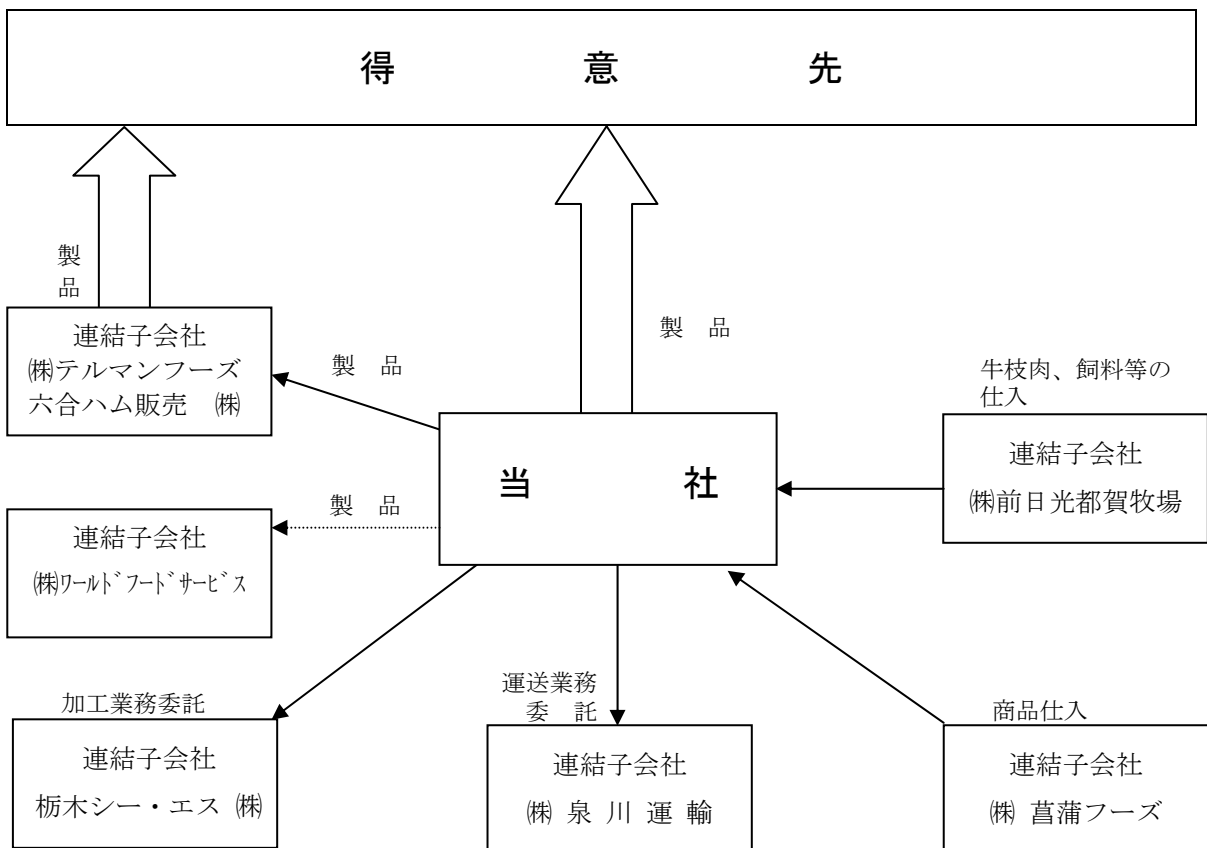 得 意 先
製
品
連結子会社
㈱テルマンフーズ
六合ハム販売 ㈱
製 品
製 品
牛枝肉、飼料等の
仕入
当 社
連結子会社
㈱前日光都賀牧場
製 品
連結子会社
㈱ワールドフードサービス
加工業務委託
連結子会社
栃木シー・エス ㈱
運送業務
委 託
連結子会社
㈱ 泉 川 運 輸
商品仕入
連結子会社
㈱ 菖蒲フーズ